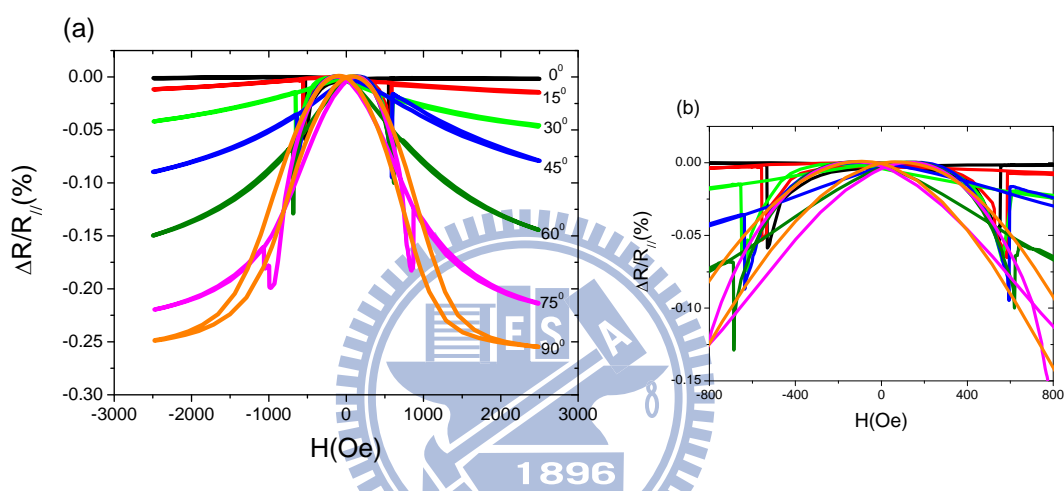 (a)
0.00
-0.05
-0.10
-0.15
-0.20
-0.25
-0.30
ΔR/R//(%)
-3000 -2000 -1000 0 1000 2000 3000
H(Oe)
0⁰
15⁰
30⁰
45⁰
60⁰
75⁰
90⁰
(b)
0.00
-0.05
-0.10
-0.15
ΔR/R//(%)
-800 -400 0 400 800
H(Oe)
E S A
8
1896